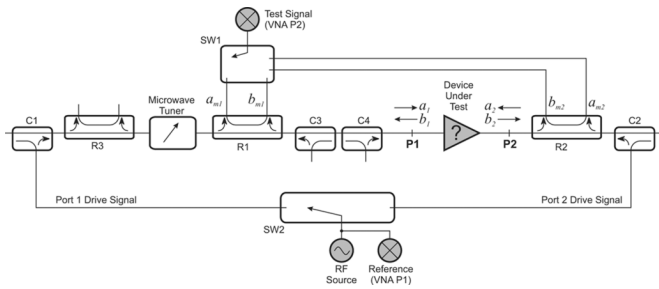 Test Signal
(VNA P2)
SW1
Microwave
Tuner
a_m1
b_m1
a_1
b_1
Device
Under
Test
a_2
b_2
b_m2
a_m2
C1
R3
R1
C3
C4
P1
?
P2
R2
C2
Port 1 Drive Signal
Port 2 Drive Signal
SW2
RF
Source
Reference
(VNA P1)